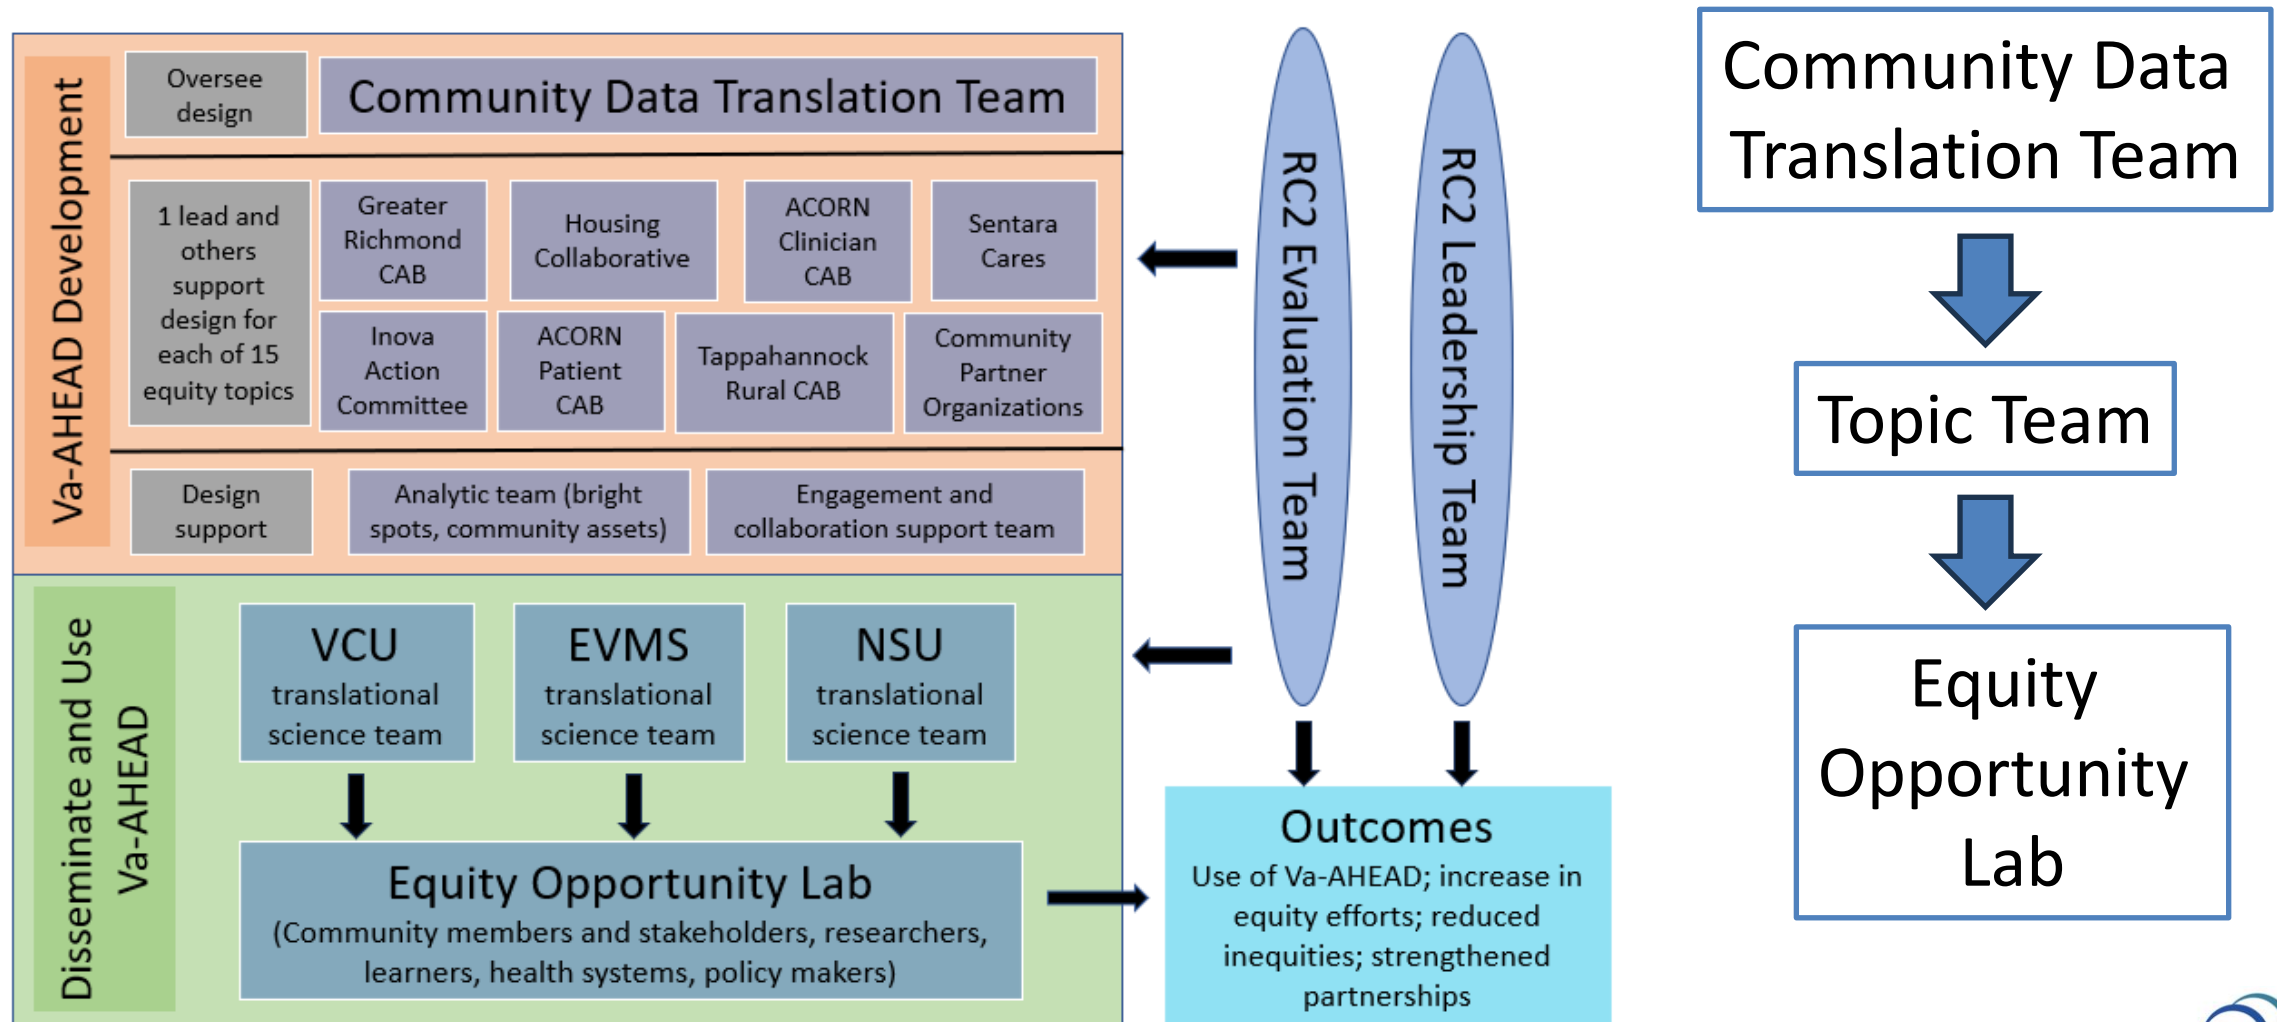 Va-AHEAD Development
Oversee
design
Community Data Translation Team
1 lead and
others
support
design for
each of 15
equity topics
Greater
Richmond
CAB
Housing
Collaborative
ACORN
Clinician
CAB
Sentara
Cares
Inova
Action
Committee
ACORN
Patient
CAB
Tappahannock
Rural CAB
Community
Partner
Organizations
Design
support
Analytic team (bright
spots, community assets)
Engagement and
collaboration support team
Disseminate and Use
Va-AHEAD
VCU
translational
science team
EVMS
translational
science team
NSU
translational
science team
Equity Opportunity Lab
(Community members and stakeholders, researchers,
learners, health systems, policy makers)
RC2 Evaluation Team
RC2 Leadership Team
Outcomes
Use of Va-AHEAD; increase in
equity efforts; reduced
inequities; strengthened
partnerships
Community Data
Translation Team
Topic Team
Equity
Opportunity
Lab